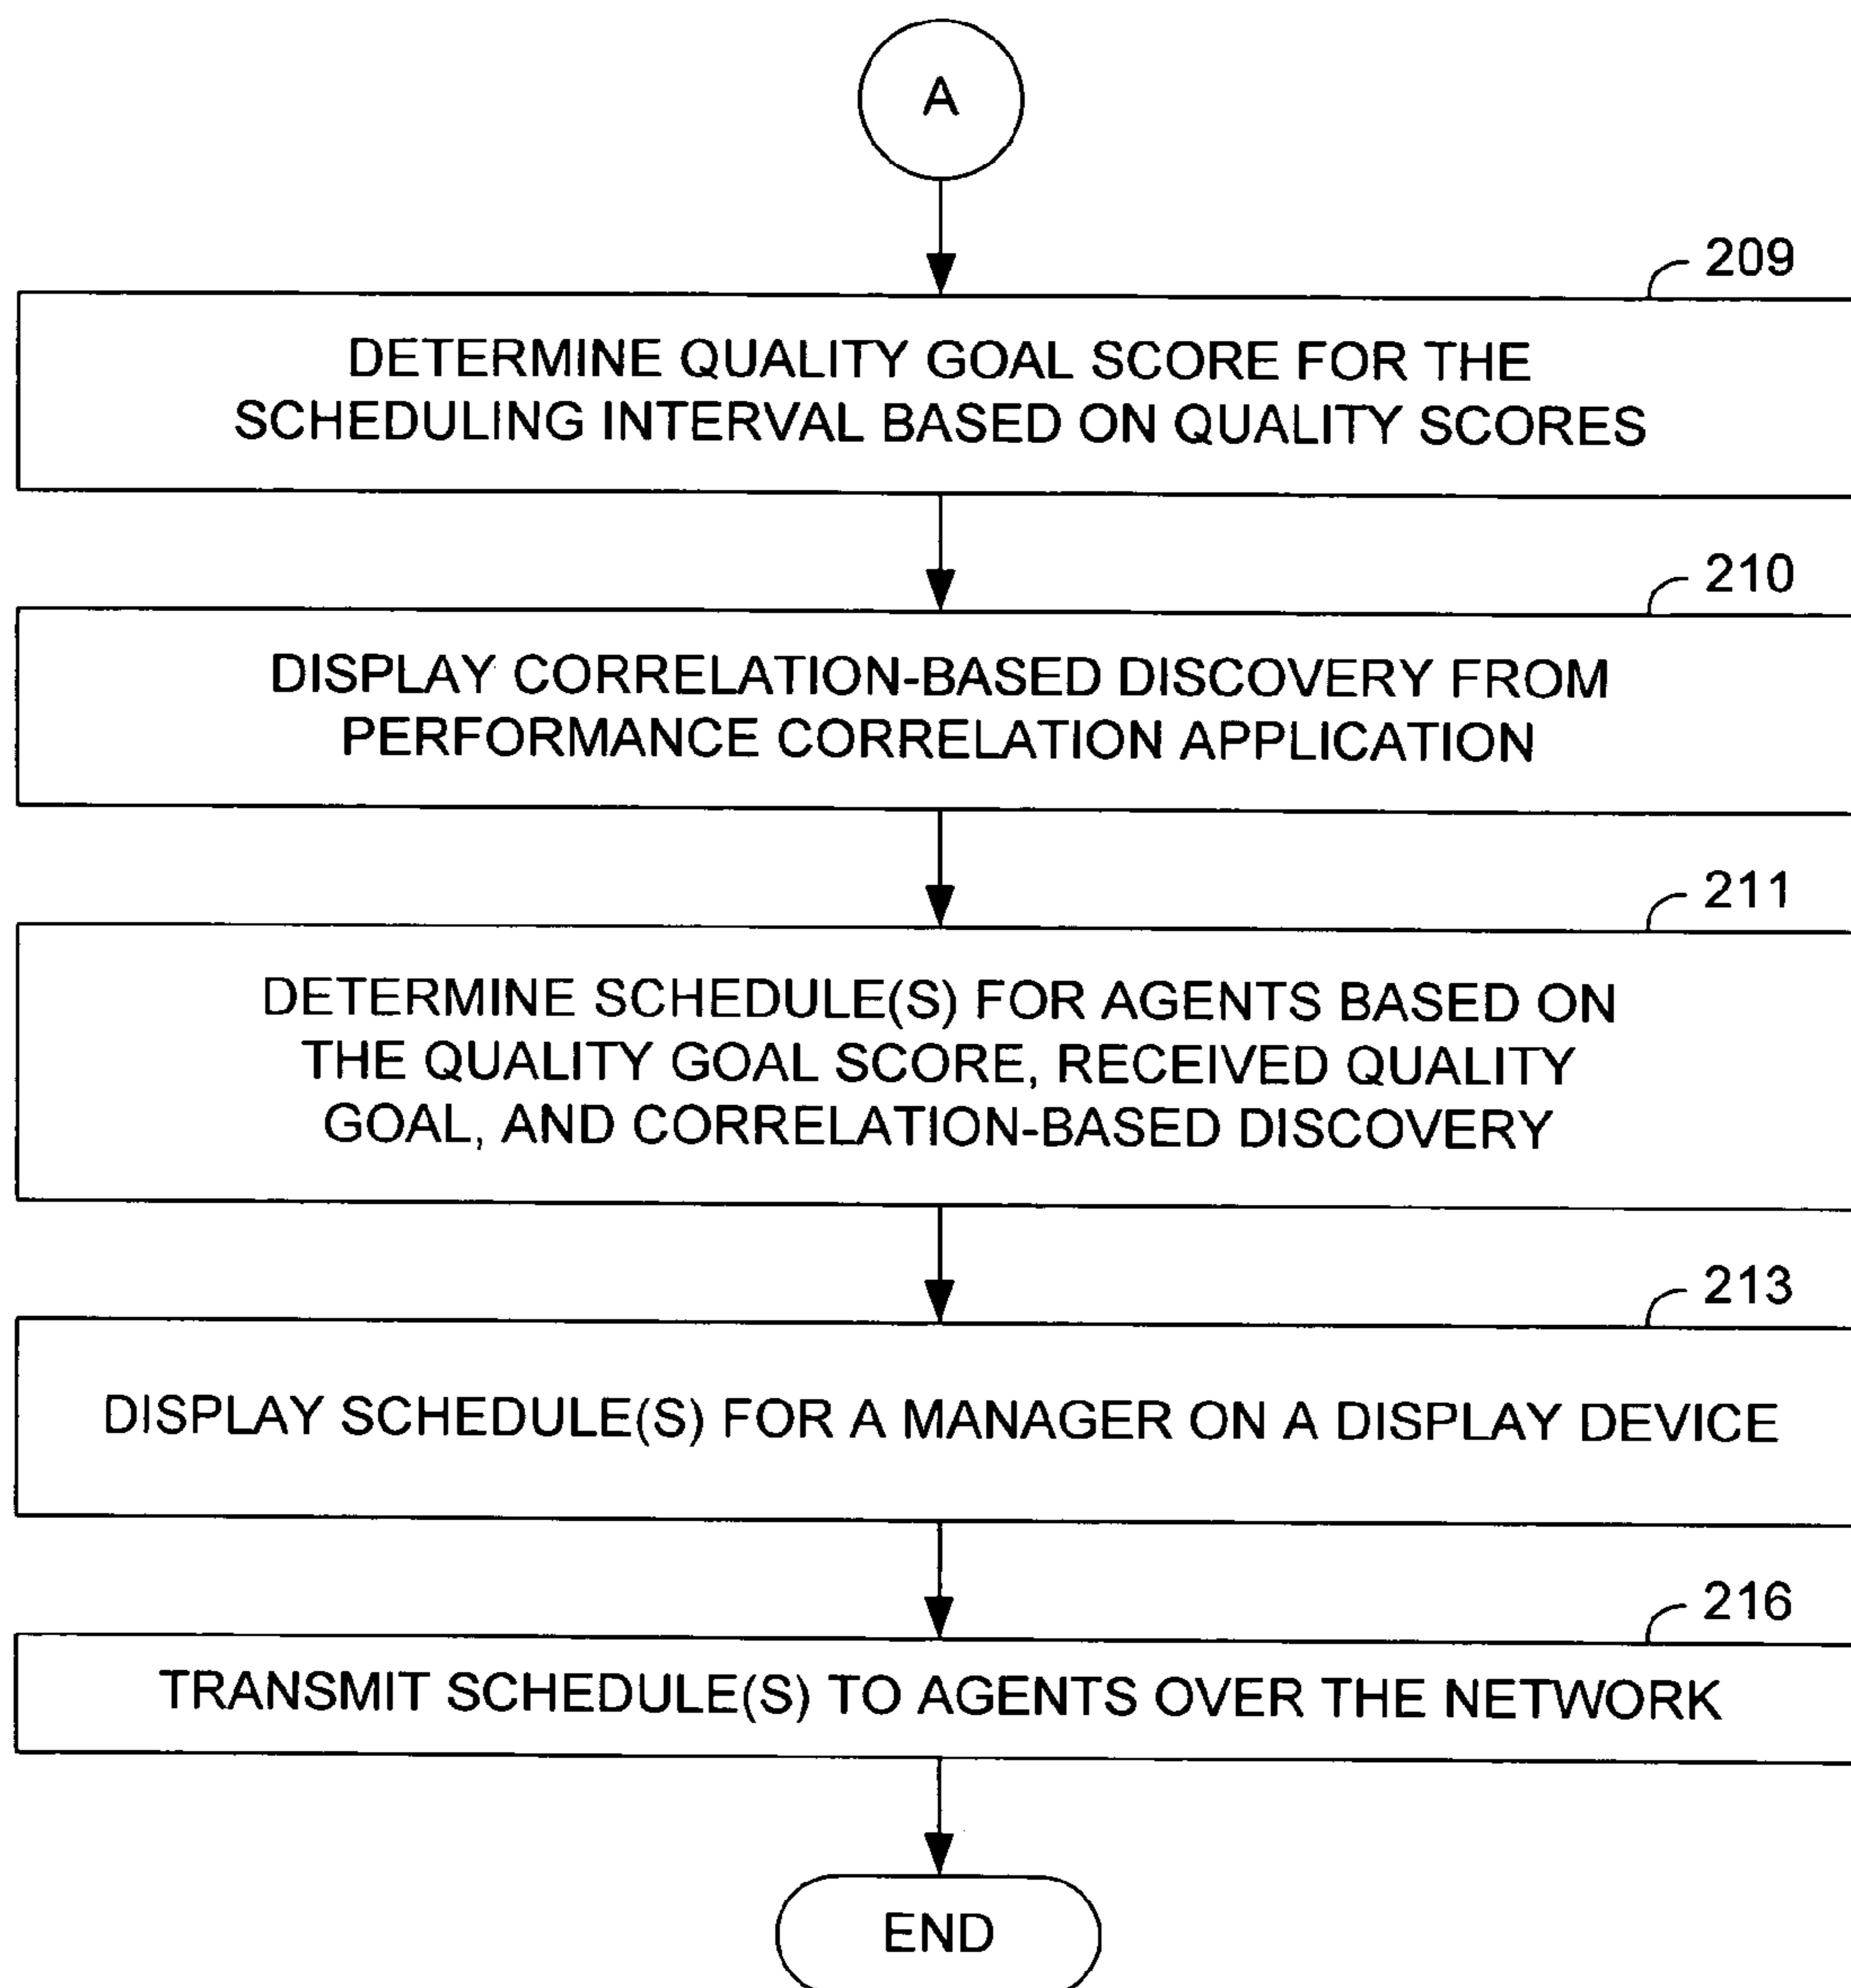 A
209
DETERMINE QUALITY GOAL SCORE FOR THE
SCHEDULING INTERVAL BASED ON QUALITY SCORES
210
DISPLAY CORRELATION-BASED DISCOVERY FROM
PERFORMANCE CORRELATION APPLICATION
211
DETERMINE SCHEDULE(S) FOR AGENTS BASED ON
THE QUALITY GOAL SCORE, RECEIVED QUALITY
GOAL, AND CORRELATION-BASED DISCOVERY
213
DISPLAY SCHEDULE(S) FOR A MANAGER ON A DISPLAY DEVICE
216
TRANSMIT SCHEDULE(S) TO AGENTS OVER THE NETWORK
END